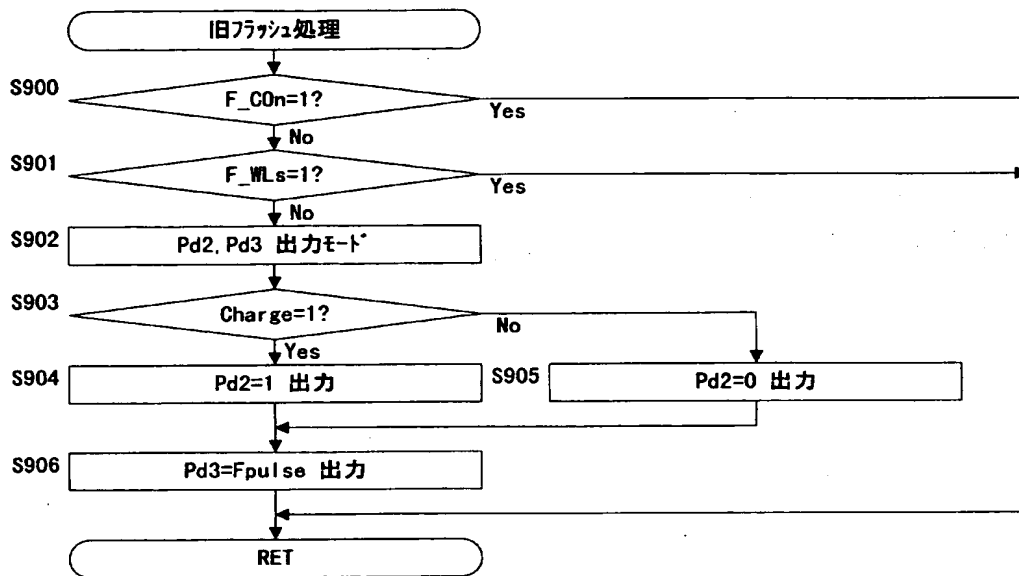 旧フラッシュ処理
S900
F_COn=1?
Yes
No
S901
F_WLs=1?
Yes
No
S902
Pd2,Pd3 出力モード
S903
Charge=1?
No
Yes
S904
Pd2=1 出力
S905
Pd2=0 出力
S906
Pd3=Fpulse 出力
RET